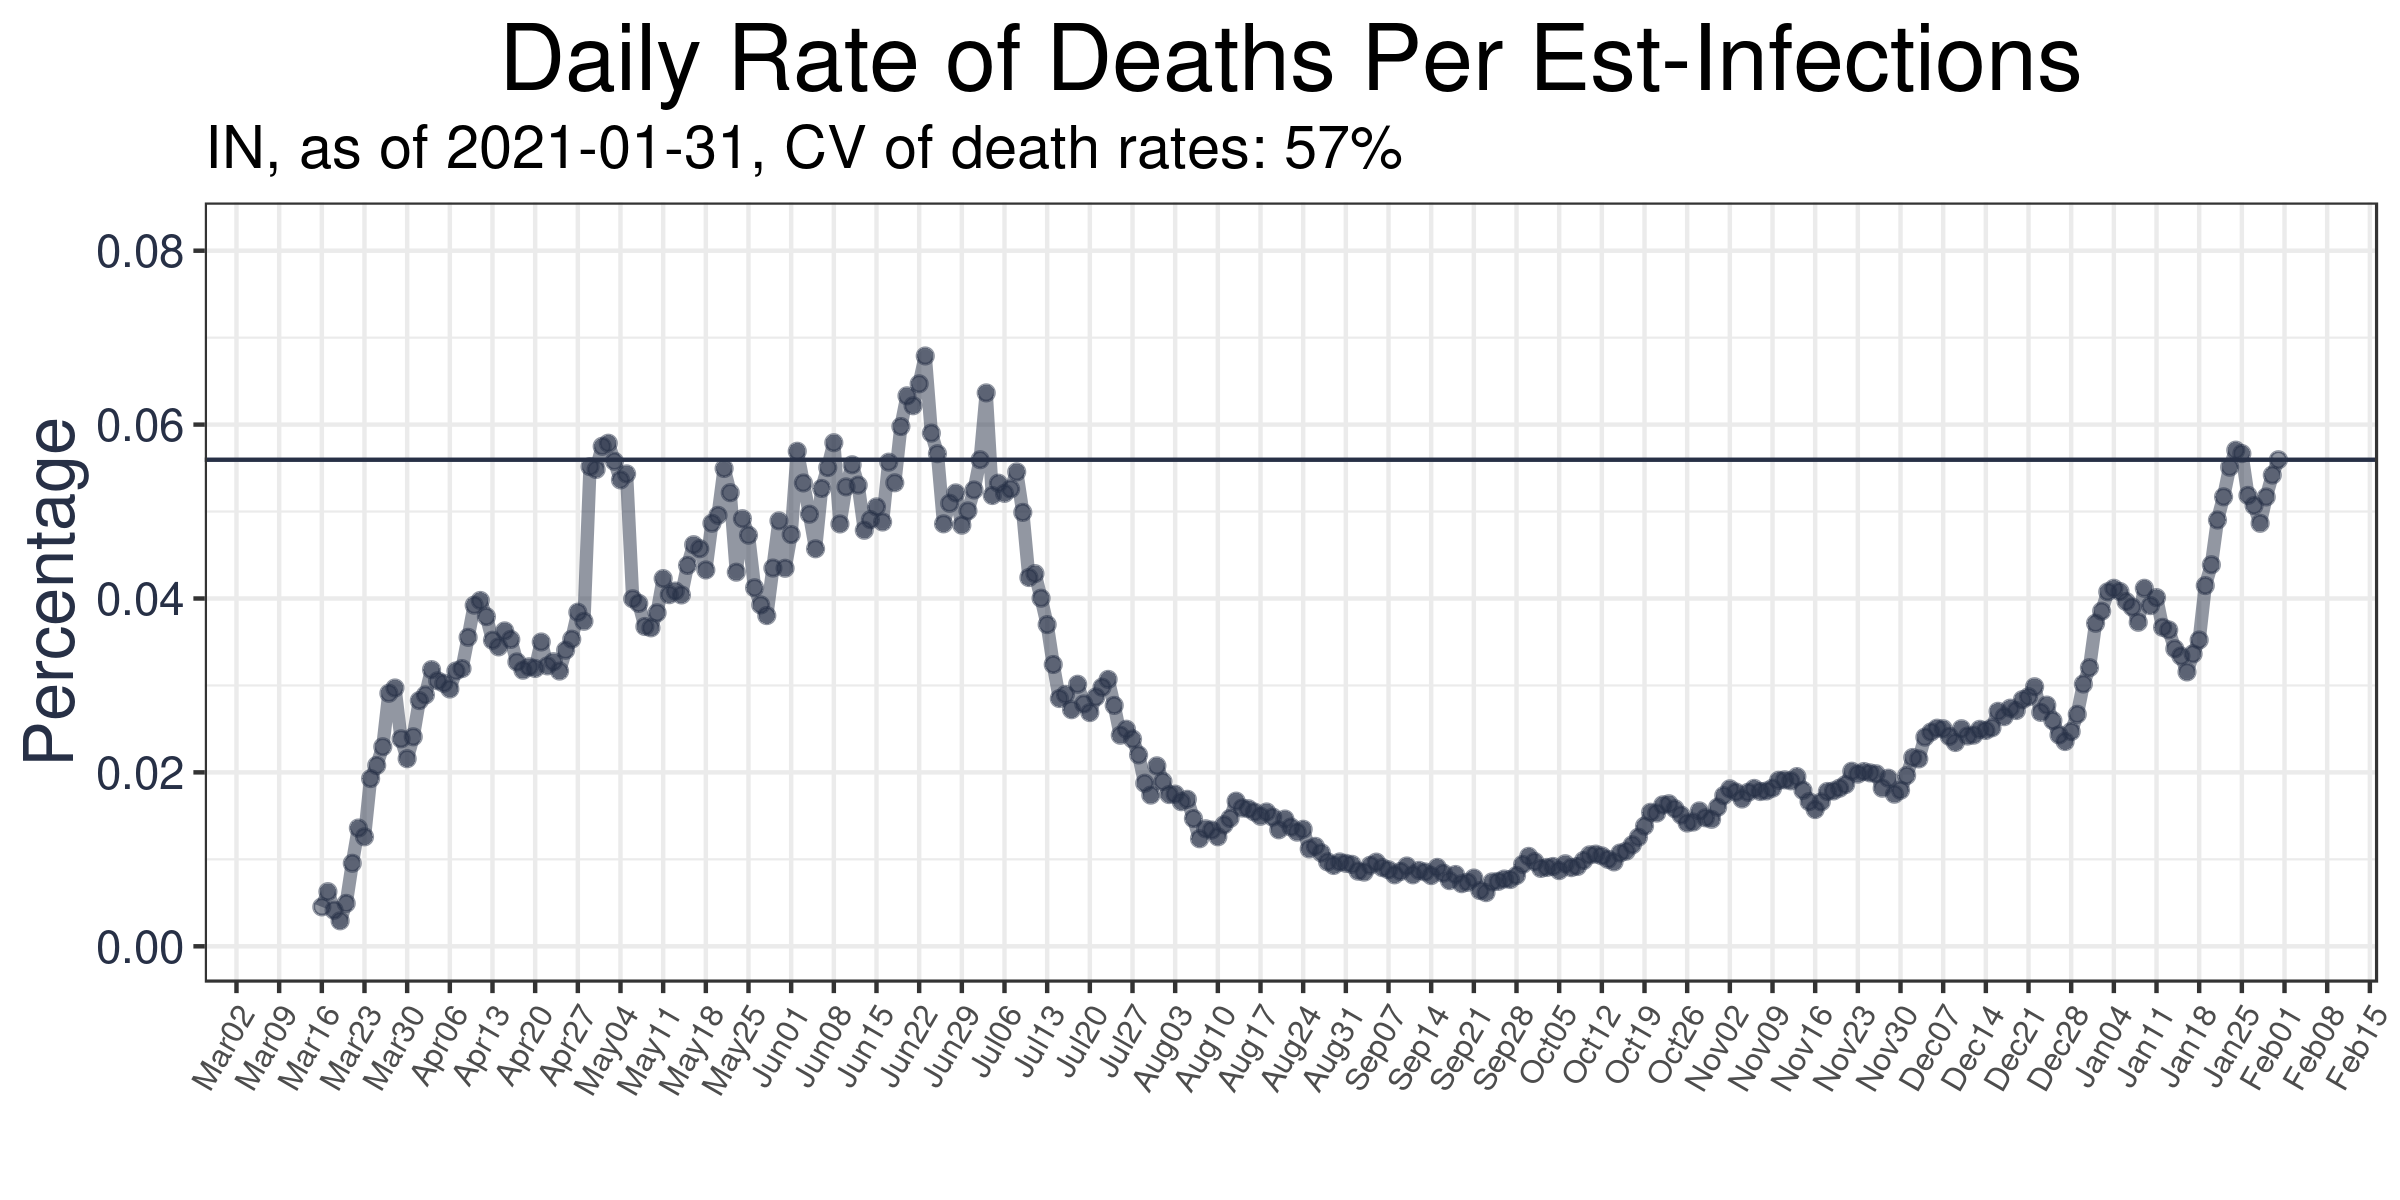 Daily Rate of Deaths Per Est-Infections
IN, as of 2021-01-31, CV of death rates: 57%
Percentage
0.08
0.06
0.04
0.02
0.00
Mar02
Mar09
Mar16
Mar23
Mar30
Apr06
Apr13
Apr20
Apr27
May04
May11
May18
May25
Jun01
Jun08
Jun15
Jun22
Jun29
Jul06
Jul13
Jul20
Jul27
Aug03
Aug10
Aug17
Aug24
Aug31
Sep07
Sep14
Sep21
Sep28
Oct05
Oct12
Oct19
Oct26
Nov02
Nov09
Nov16
Nov23
Nov30
Dec07
Dec14
Dec21
Dec28
Jan04
Jan11
Jan18
Jan25
Feb01
Feb08
Feb15